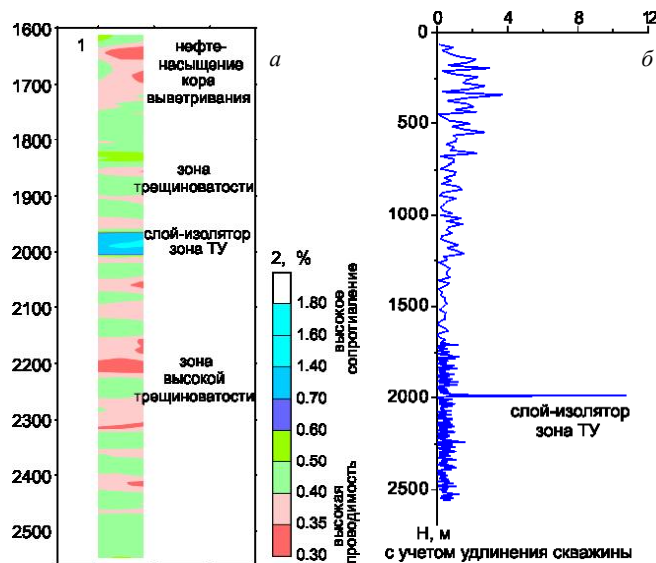 1600
1700
1800
1900
2000
2100
2200
2300
2400
2500
1
нефте-
насыщение
кора
выветривания
зона
трещиноватости
слой-изолятор
зона ТУ
зона
высокой
трещиноватости
а
2, %
1.80
1.60
1.40
0.70
0.60
0.50
0.40
0.35
0.30
высокое
сопротивление
высокая
проводимость
0 4 8 12
б
0
500
1000
1500
2000
2500
слой-изолятор
зона ТУ
Н, м
с учетом удлинения скважины